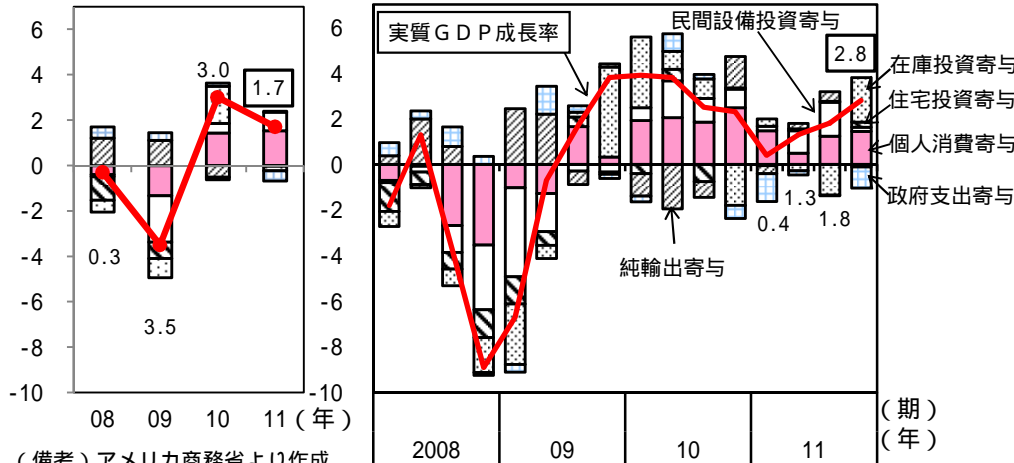 6
4
2
0
-2
-4
-6
-8
-10
3.0
1.7
0.3
3.5
08 09 10 11 (年)
(備考)アメリカ商務省より作成
6
4
2
0
-2
-4
-6
-8
-10
実質GDP成長率
民間設備投資寄与
2.8
在庫投資寄与
住宅投資寄与
個人消費寄与
政府支出寄与
純輸出寄与
0.4
1.3
1.8
(期)
2008 09 10 11 (年)